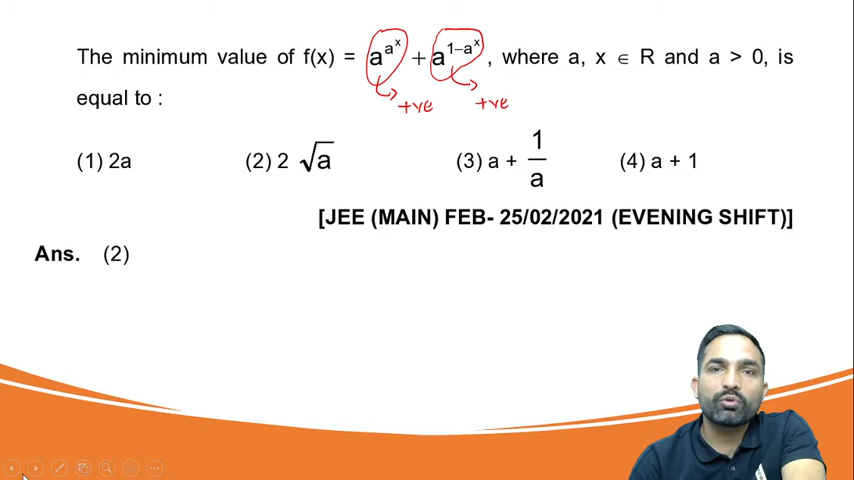 The minimum value of f(x) = a^{a^x} + a^{1–a^x}, where a, x ∈ R and a > 0, is
+ve +ve
equal to :
(1) 2a (2) 2 √a (3) a + 1/a (4) a + 1
[JEE (MAIN) FEB- 25/02/2021 (EVENING SHIFT)]
Ans. (2)